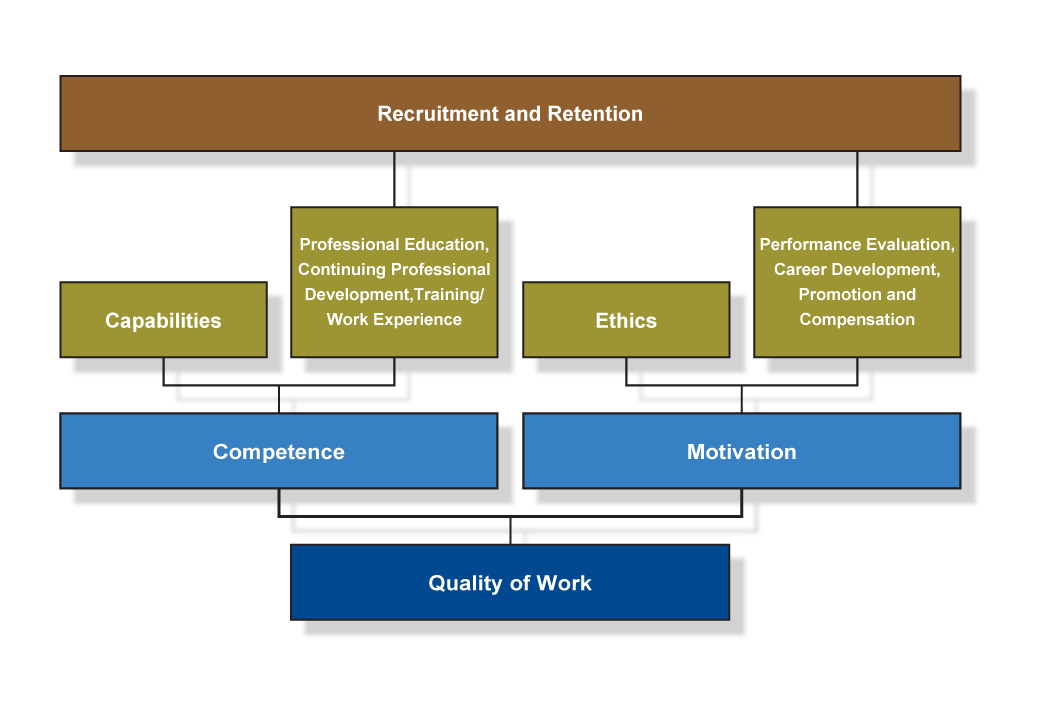 Recruitment and Retention
Professional Education,
Continuing Professional
Development,Training/
Work Experience
Performance Evaluation,
Career Development,
Promotion and
Compensation
Capabilities
Ethics
Competence
Motivation
Quality of Work